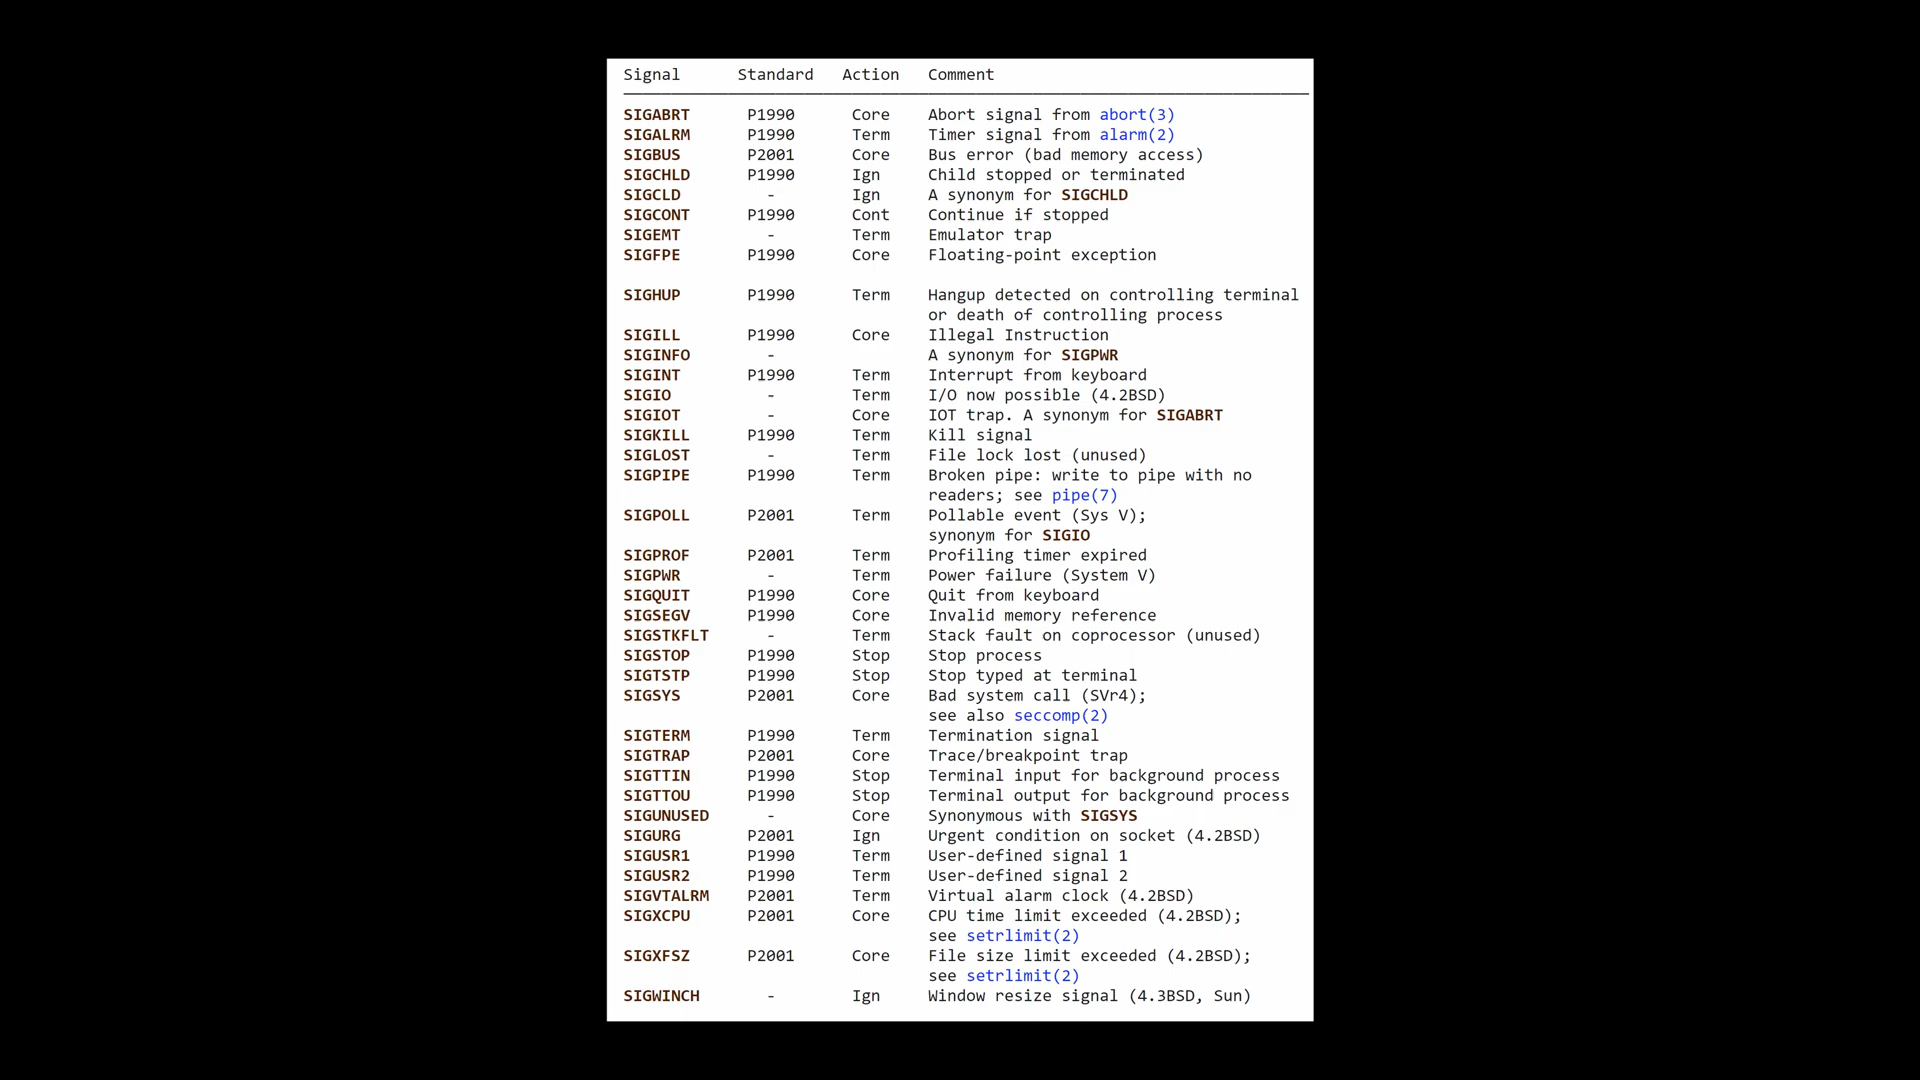 Signal Standard Action Comment
SIGABRT P1990 Core Abort signal from abort(3)
SIGALRM P1990 Term Timer signal from alarm(2)
SIGBUS P2001 Core Bus error (bad memory access)
SIGCHLD P1990 Ign Child stopped or terminated
SIGCLD - Ign A synonym for SIGCHLD
SIGCONT P1990 Cont Continue if stopped
SIGEMT - Term Emulator trap
SIGFPE P1990 Core Floating-point exception
SIGHUP P1990 Term Hangup detected on controlling terminal
or death of controlling process
SIGILL P1990 Core Illegal Instruction
SIGINFO - A synonym for SIGPWR
SIGINT P1990 Term Interrupt from keyboard
SIGIO - Term I/O now possible (4.2BSD)
SIGIOT - Core IOT trap. A synonym for SIGABRT
SIGKILL P1990 Term Kill signal
SIGLOST - Term File lock lost (unused)
SIGPIPE P1990 Term Broken pipe: write to pipe with no
readers; see pipe(7)
SIGPOLL P2001 Term Pollable event (Sys V);
synonym for SIGIO
SIGPROF P2001 Term Profiling timer expired
SIGPWR - Term Power failure (System V)
SIGQUIT P1990 Core Quit from keyboard
SIGSEGV P1990 Core Invalid memory reference
SIGSTKFLT - Term Stack fault on coprocessor (unused)
SIGSTOP P1990 Stop Stop process
SIGTSTP P1990 Stop Stop typed at terminal
SIGSYS P2001 Core Bad system call (SVr4);
see also seccomp(2)
SIGTERM P1990 Term Termination signal
SIGTRAP P2001 Core Trace/breakpoint trap
SIGTTIN P1990 Stop Terminal input for background process
SIGTTOU P1990 Stop Terminal output for background process
SIGUNUSED - Core Synonymous with SIGSYS
SIGURG P2001 Ign Urgent condition on socket (4.2BSD)
SIGUSR1 P1990 Term User-defined signal 1
SIGUSR2 P1990 Term User-defined signal 2
SIGVTALRM P2001 Term Virtual alarm clock (4.2BSD)
SIGXCPU P2001 Core CPU time limit exceeded (4.2BSD);
see setrlimit(2)
SIGXFSZ P2001 Core File size limit exceeded (4.2BSD);
see setrlimit(2)
SIGWINCH - Ign Window resize signal (4.3BSD, Sun)